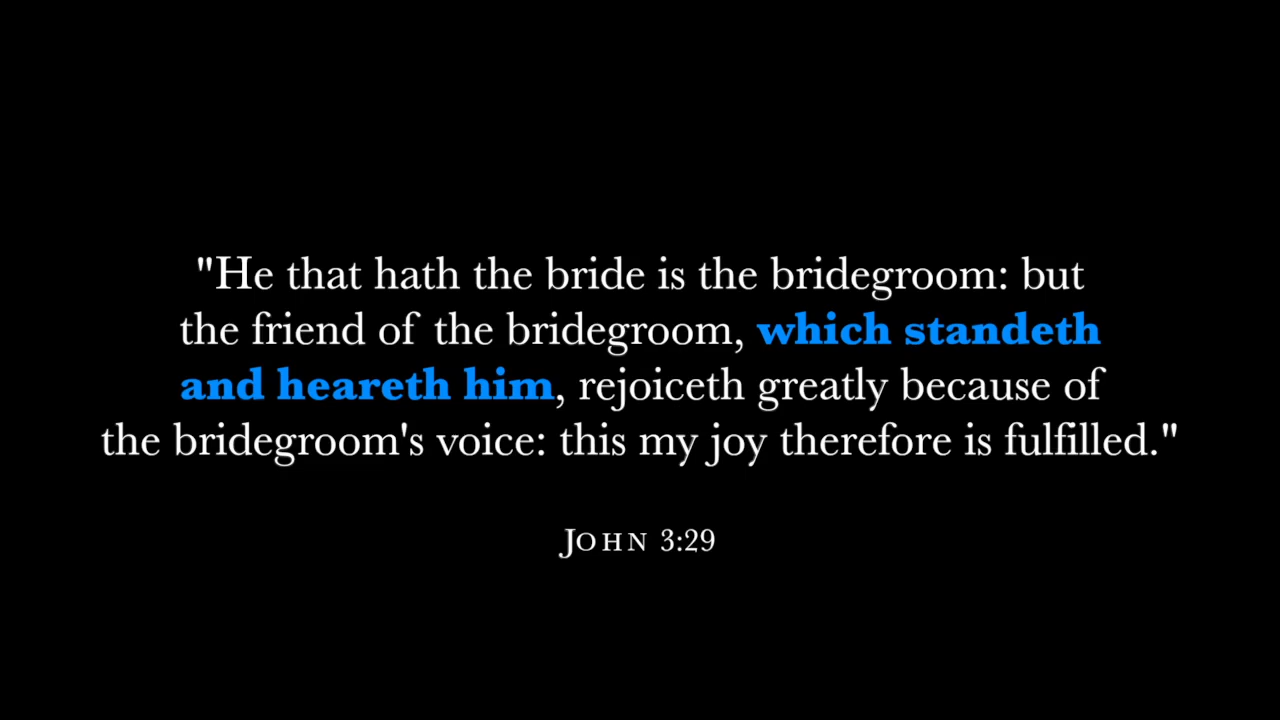 "He that hath the bride is the bridegroom: but
the friend of the bridegroom, which standeth
and heareth him, rejoiceth greatly because of
the bridegroom's voice: this my joy therefore is fulfilled."
John 3:29